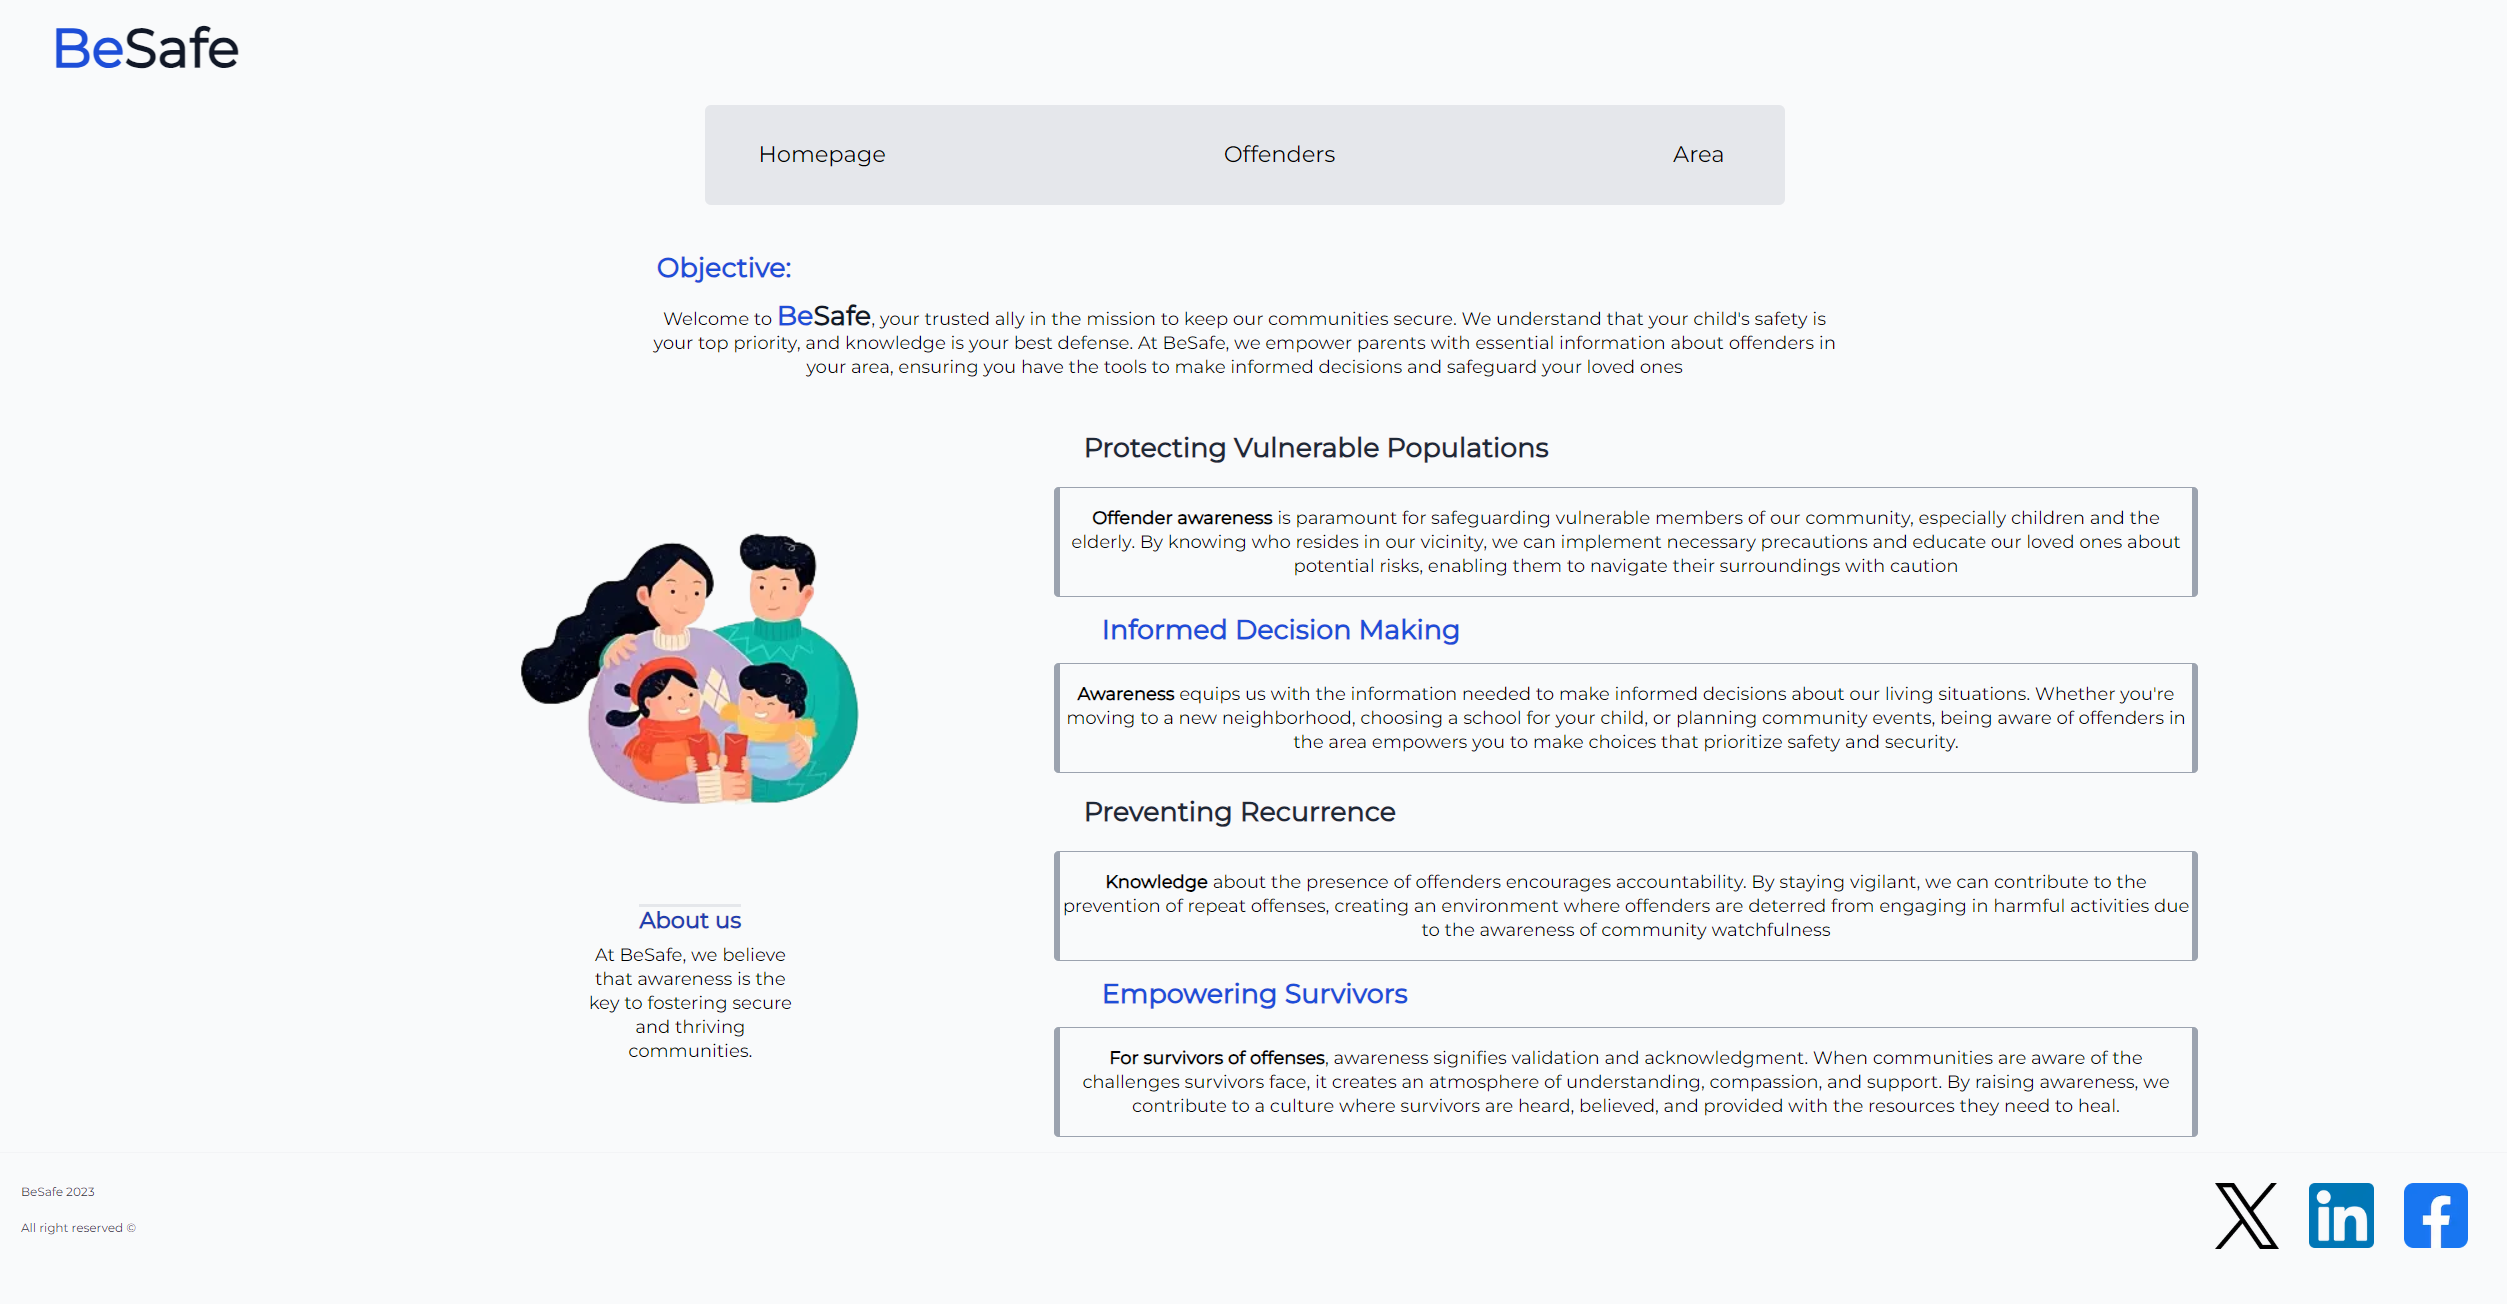 BeSafe
Homepage
Offenders
Area
Objective:
Welcome to BeSafe, your trusted ally in the mission to keep our communities secure. We understand that your child's safety is
your top priority, and knowledge is your best defense. At BeSafe, we empower parents with essential information about offenders in
your area, ensuring you have the tools to make informed decisions and safeguard your loved ones
Protecting Vulnerable Populations
Offender awareness is paramount for safeguarding vulnerable members of our community, especially children and the
elderly. By knowing who resides in our vicinity, we can implement necessary precautions and educate our loved ones about
potential risks, enabling them to navigate their surroundings with caution
Informed Decision Making
Awareness equips us with the information needed to make informed decisions about our living situations. Whether you're
moving to a new neighborhood, choosing a school for your child, or planning community events, being aware of offenders in
the area empowers you to make choices that prioritize safety and security.
Preventing Recurrence
Knowledge about the presence of offenders encourages accountability. By staying vigilant, we can contribute to the
prevention of repeat offenses, creating an environment where offenders are deterred from engaging in harmful activities due
to the awareness of community watchfulness
Empowering Survivors
For survivors of offenses, awareness signifies validation and acknowledgment. When communities are aware of the
challenges survivors face, it creates an atmosphere of understanding, compassion, and support. By raising awareness, we
contribute to a culture where survivors are heard, believed, and provided with the resources they need to heal.
About us
At BeSafe, we believe
that awareness is the
key to fostering secure
and thriving
communities.
BeSafe 2023
All right reserved ©
X
in
f